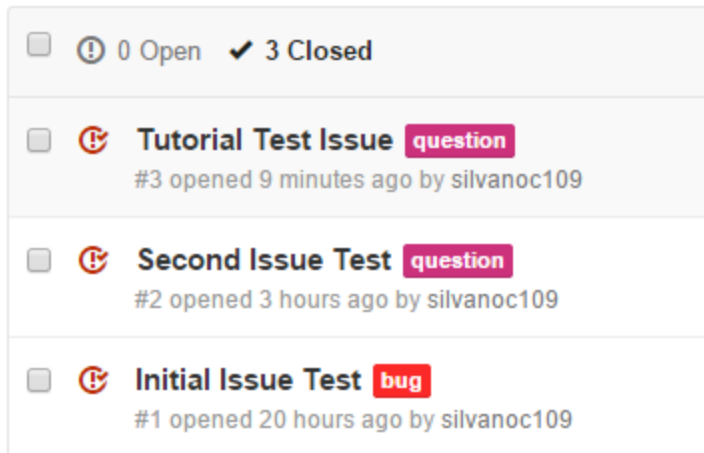 0 Open 3 Closed
Tutorial Test Issue question
#3 opened 9 minutes ago by silvanoc109
Second Issue Test question
#2 opened 3 hours ago by silvanoc109
Initial Issue Test bug
#1 opened 20 hours ago by silvanoc109